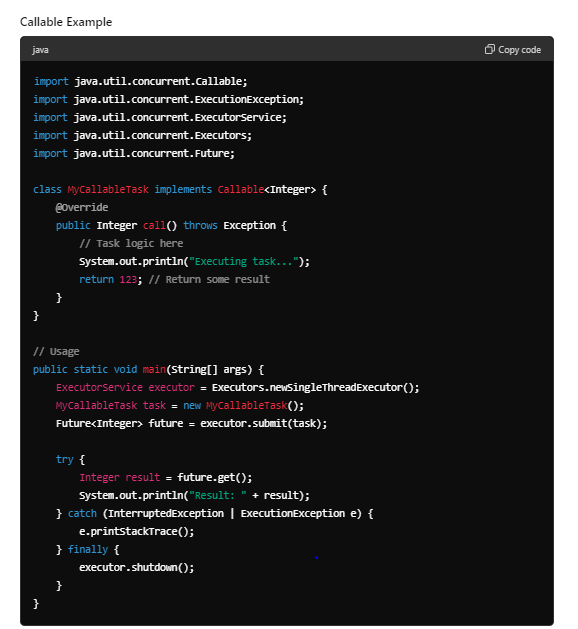 Callable Example
java
Copy code
import java.util.concurrent.Callable;
import java.util.concurrent.ExecutionException;
import java.util.concurrent.ExecutorService;
import java.util.concurrent.Executors;
import java.util.concurrent.Future;

class MyCallableTask implements Callable<Integer> {
    @Override
    public Integer call() throws Exception {
        // Task logic here
        System.out.println("Executing task...");
        return 123; // Return some result
    }
}

// Usage
public static void main(String[] args) {
    ExecutorService executor = Executors.newSingleThreadExecutor();
    MyCallableTask task = new MyCallableTask();
    Future<Integer> future = executor.submit(task);

    try {
        Integer result = future.get();
        System.out.println("Result: " + result);
    } catch (InterruptedException | ExecutionException e) {
        e.printStackTrace();
    } finally {
        executor.shutdown();
    }
}